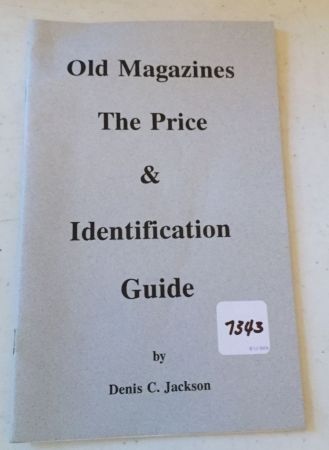 Old Magazines
The Price
&
Identification
Guide
7343
by
Denis C. Jackson